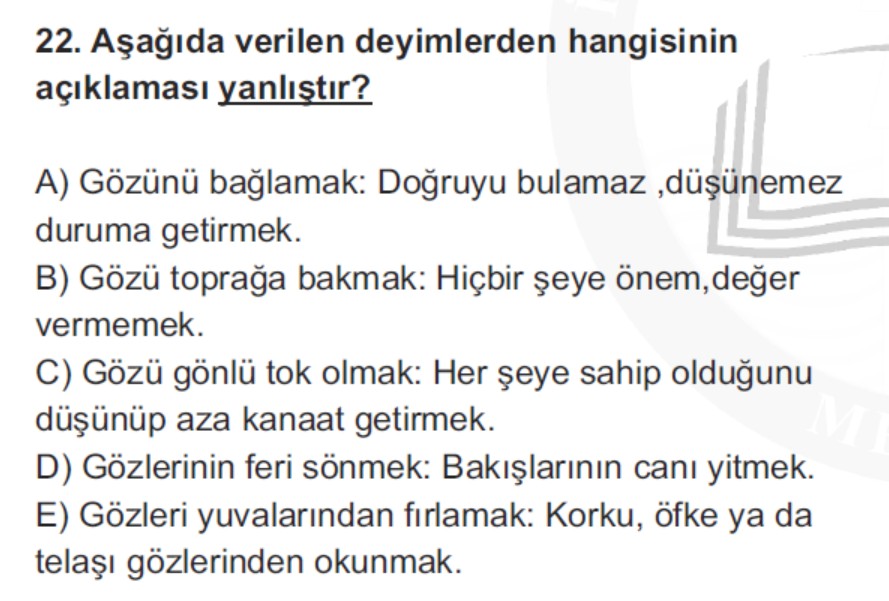 22. Aşağıda verilen deyimlerden hangisinin
açıklaması yanlıştır?
A) Gözünü bağlamak: Doğruyu bulamaz ,düşünemez
duruma getirmek.
B) Gözü toprağa bakmak: Hiçbir şeye önem,değer
vermemek.
C) Gözü gönlü tok olmak: Her şeye sahip olduğunu
düşünüp aza kanaat getirmek.
D) Gözlerinin feri sönmek: Bakışlarının canı yitmek.
E) Gözleri yuvalarından fırlamak: Korku, öfke ya da
telaşı gözlerinden okunmak.